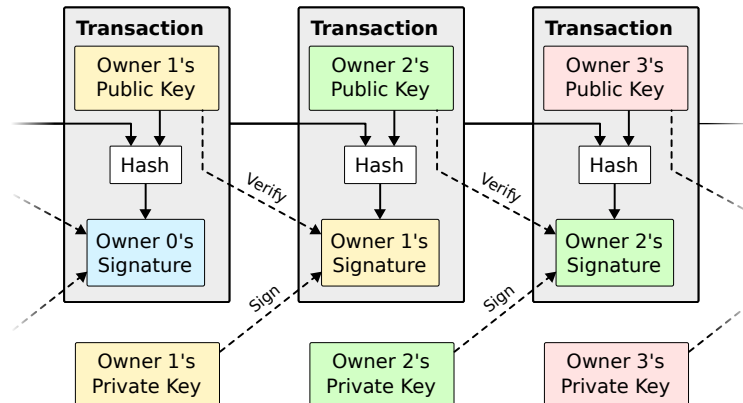 Transaction
Transaction
Transaction
Owner 1's
Public Key
Owner 2's
Public Key
Owner 3's
Public Key
Hash
Hash
Hash
Verify
Verify
Owner 0's
Signature
Owner 1's
Signature
Owner 2's
Signature
Sign
Sign
Owner 1's
Private Key
Owner 2's
Private Key
Owner 3's
Private Key